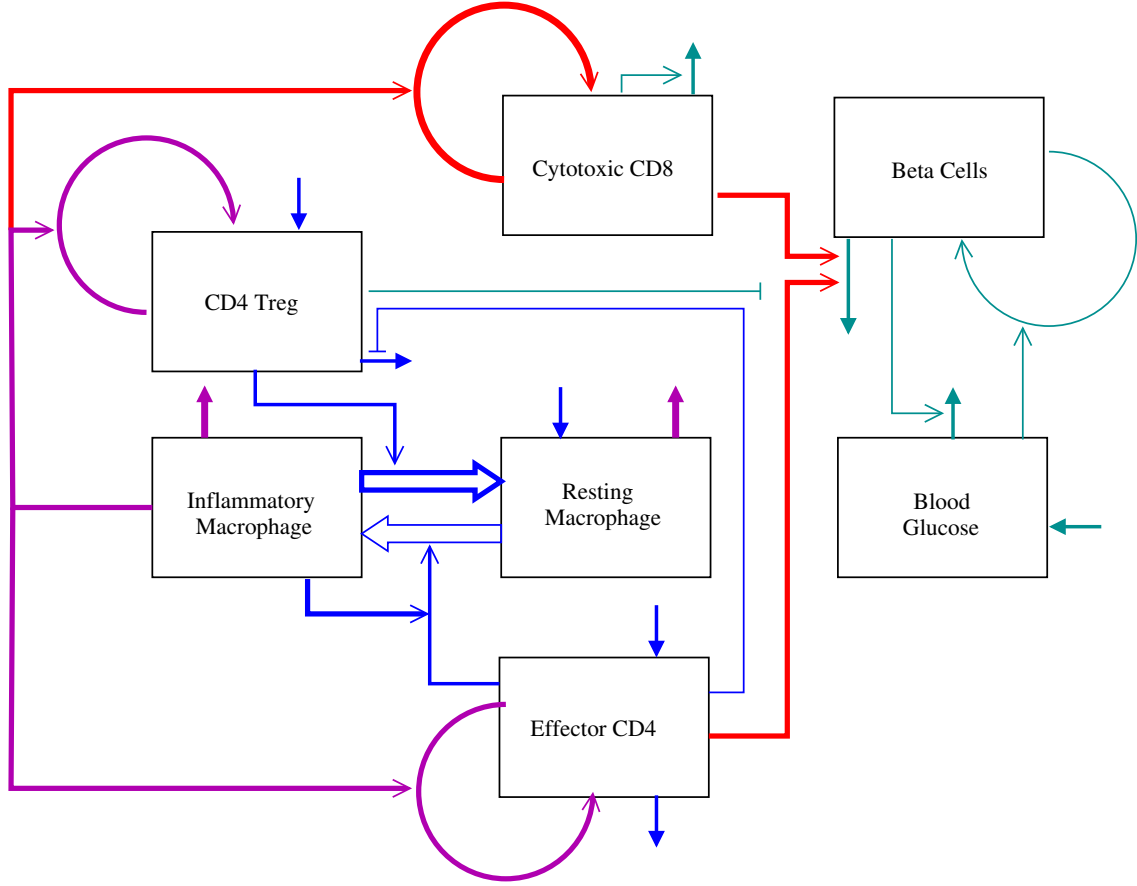 Cytotoxic CD8
Beta Cells
CD4 Treg
Inflammatory
Macrophage
Resting
Macrophage
Blood
Glucose
Effector CD4